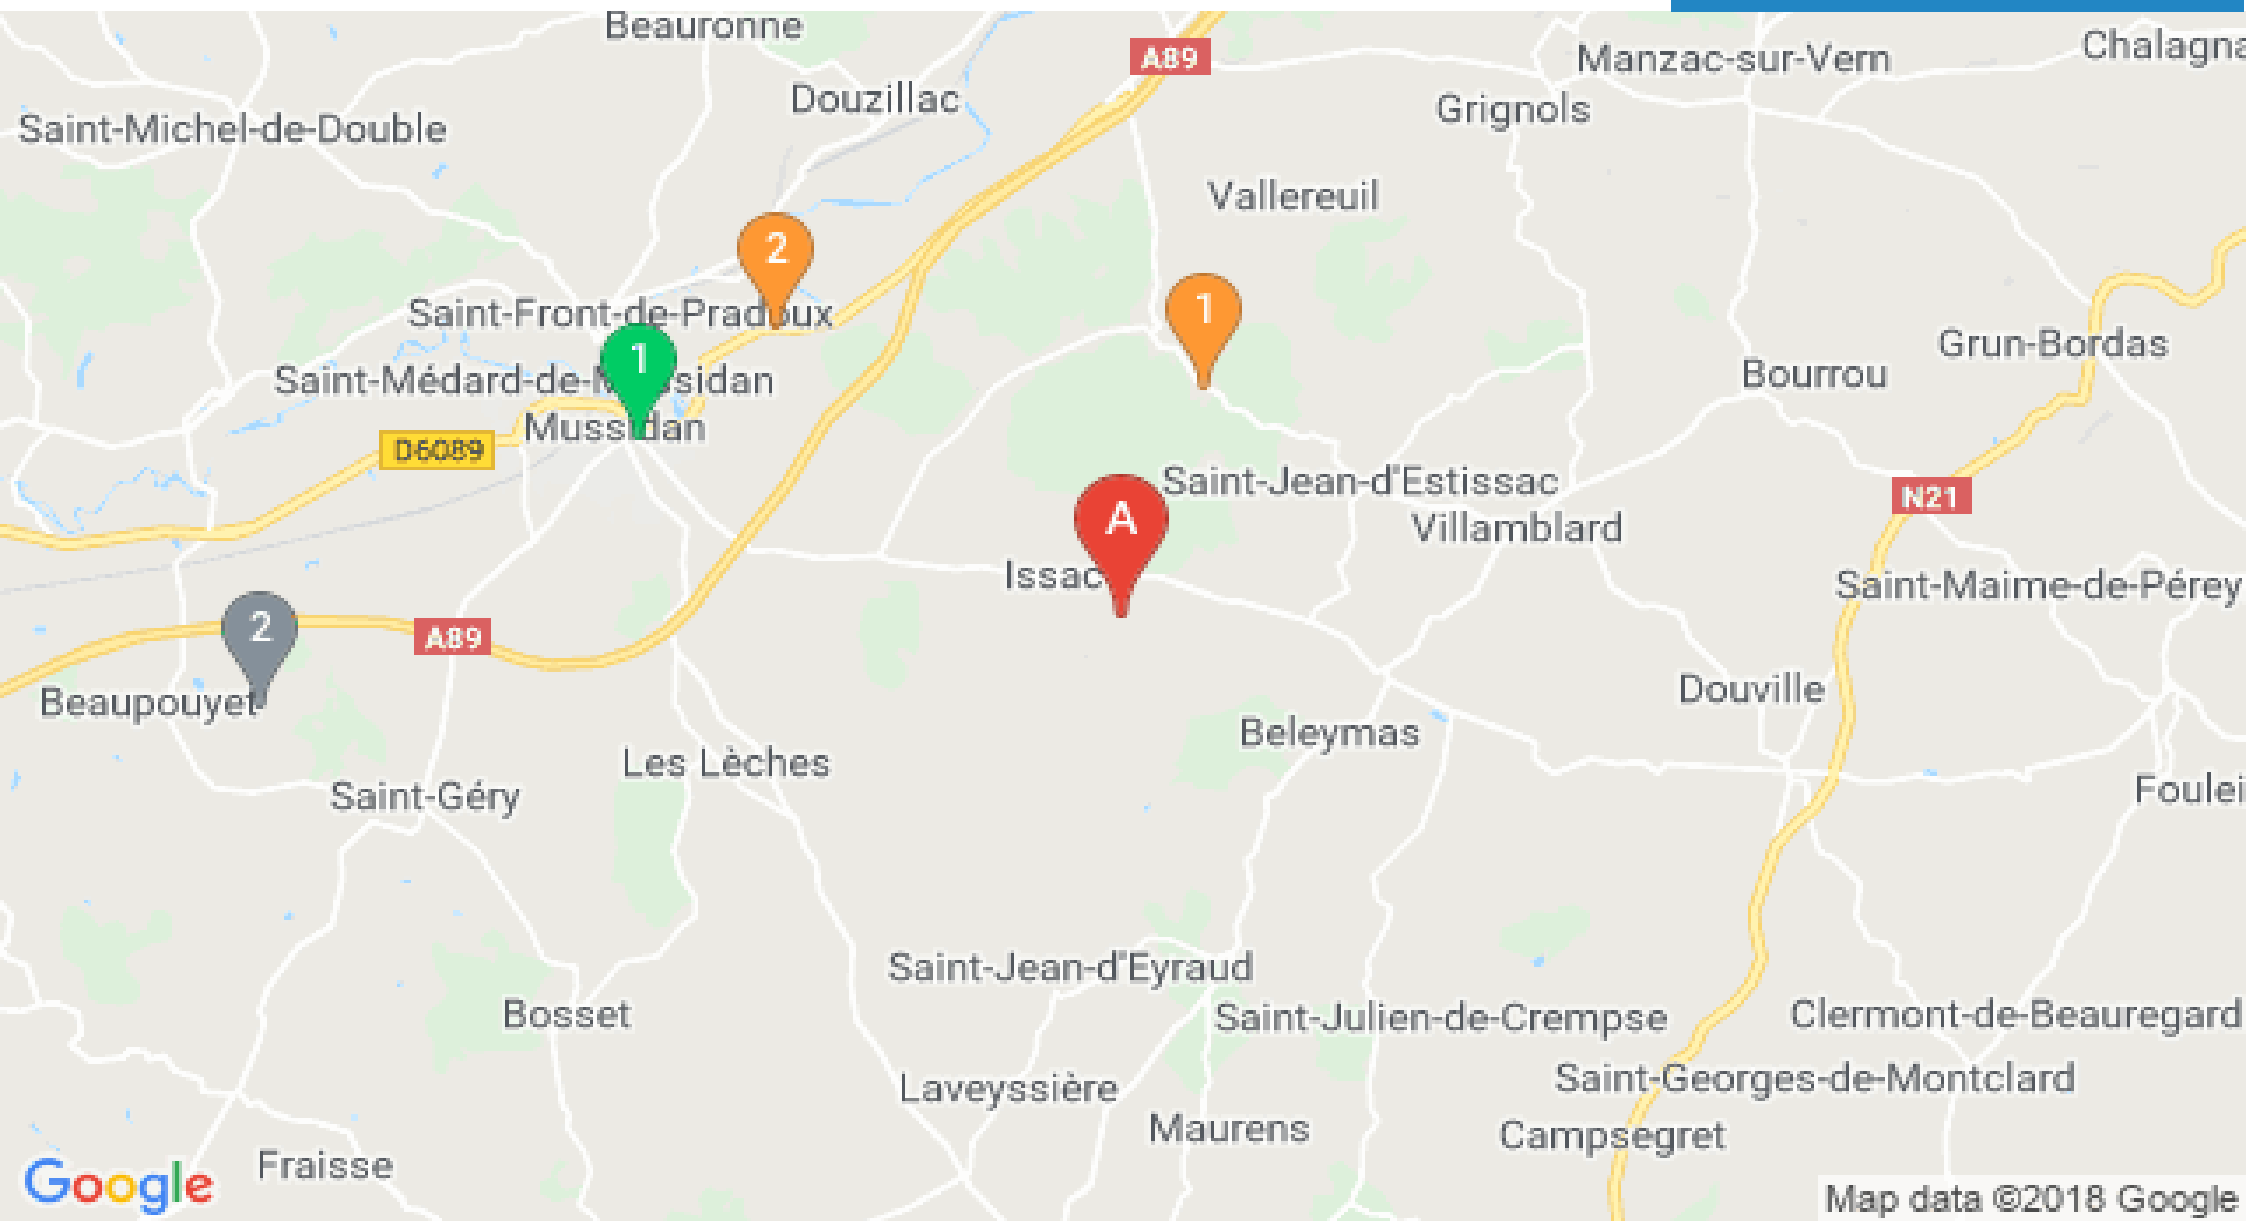 Beauronne
A89
Manzac-sur-Vern
Chalagna
Douzillac
Grignols
Saint-Michel-de-Double
Vallereuil
2
1
Saint-Front-de-Pradoux
1
Grun-Bordas
Saint-Médard-de-Mussidan
Bourrou
Mussidan
D6089
Saint-Jean-d'Estissac
N21
A
Villamblard
Issac
Saint-Maime-de-Pérey
2
A89
Beaupouyet
Douville
Beleymas
Les Lèches
Saint-Géry
Foulei
Saint-Jean-d'Eyraud
Bosset
Saint-Julien-de-Crempse
Clermont-de-Beauregard
Saint-Georges-de-Montclard
Laveyssière
Maurens
Campsegret
Fraisse
Google
Map data ©2018 Google